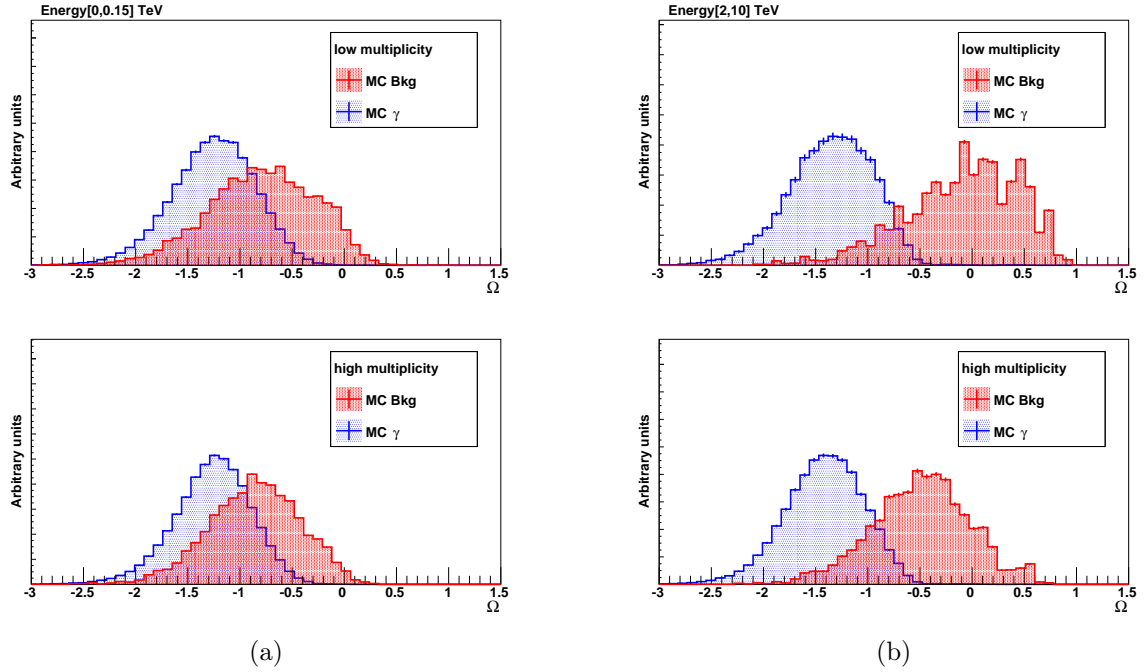 Energy[0,0.15] TeV
Arbitrary units
low multiplicity
MC Bkg
MC γ
-3 -2.5 -2 -1.5 -1 -0.5 0 0.5 1 1.5
Ω
Energy[2,10] TeV
Arbitrary units
low multiplicity
MC Bkg
MC γ
-3 -2.5 -2 -1.5 -1 -0.5 0 0.5 1 1.5
Ω
Arbitrary units
high multiplicity
MC Bkg
MC γ
-3 -2.5 -2 -1.5 -1 -0.5 0 0.5 1 1.5
Ω
Arbitrary units
high multiplicity
MC Bkg
MC γ
-3 -2.5 -2 -1.5 -1 -0.5 0 0.5 1 1.5
Ω
(a)
(b)